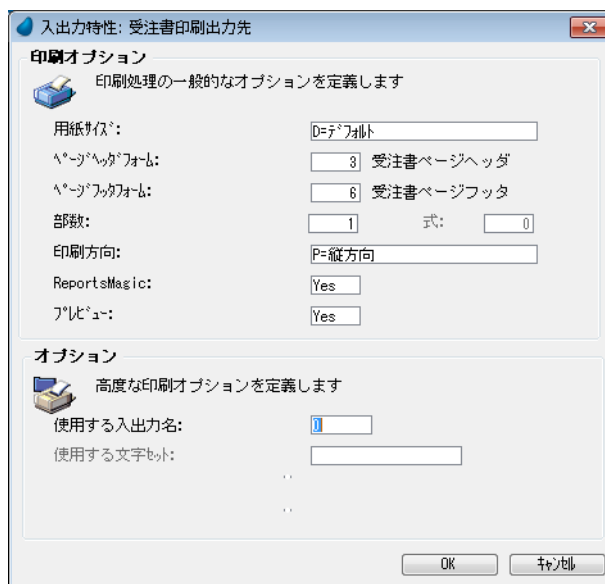 入出力特性: 受注書印刷出力先
印刷オプション
印刷処理の一般的なオプションを定義します
用紙ｻｲｽﾞ: D=ﾃﾞﾌｫﾙﾄ
ﾍﾟｰｼﾞﾍｯﾀﾞﾌｫｰﾑ: 3 受注書ページヘッダ
ﾍﾟｰｼﾞﾌｯﾀﾌｫｰﾑ: 6 受注書ページフッタ
部数: 1 式: 0
印刷方向: P=縦方向
ReportsMagic: Yes
ﾌﾟﾚﾋﾞｭｰ: Yes
オプション
高度な印刷オプションを定義します
使用する入出力名: 0
使用する文字ｾｯﾄ:
OK ｷｬﾝｾﾙ